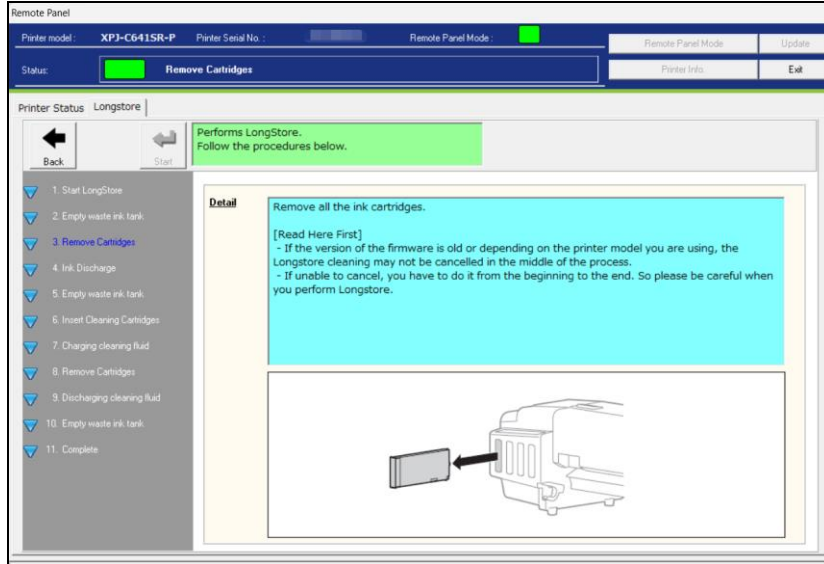 Remote Panel
Printer model :
XPJ-C641SR-P
Printer Serial No. :
Remote Panel Mode :
Remote Panel Mode
Update
Status:
Remove Cartridges
Printer Info.
Exit
Printer Status
Longstore
Back
Start
Performs LongStore.
Follow the procedures below.
1. Start LongStore
2. Empty waste ink tank
3. Remove Cartridges
4. Ink Discharge
5. Empty waste ink tank
6. Insert Cleaning Cartridges
7. Charging cleaning fluid
8. Remove Cartridges
9. Discharging cleaning fluid
10. Empty waste ink tank
11. Complete
Detail
Remove all the ink cartridges.
[Read Here First]
- If the version of the firmware is old or depending on the printer model you are using, the
Longstore cleaning may not be cancelled in the middle of the process.
- If unable to cancel, you have to do it from the beginning to the end. So please be careful when
you perform Longstore.